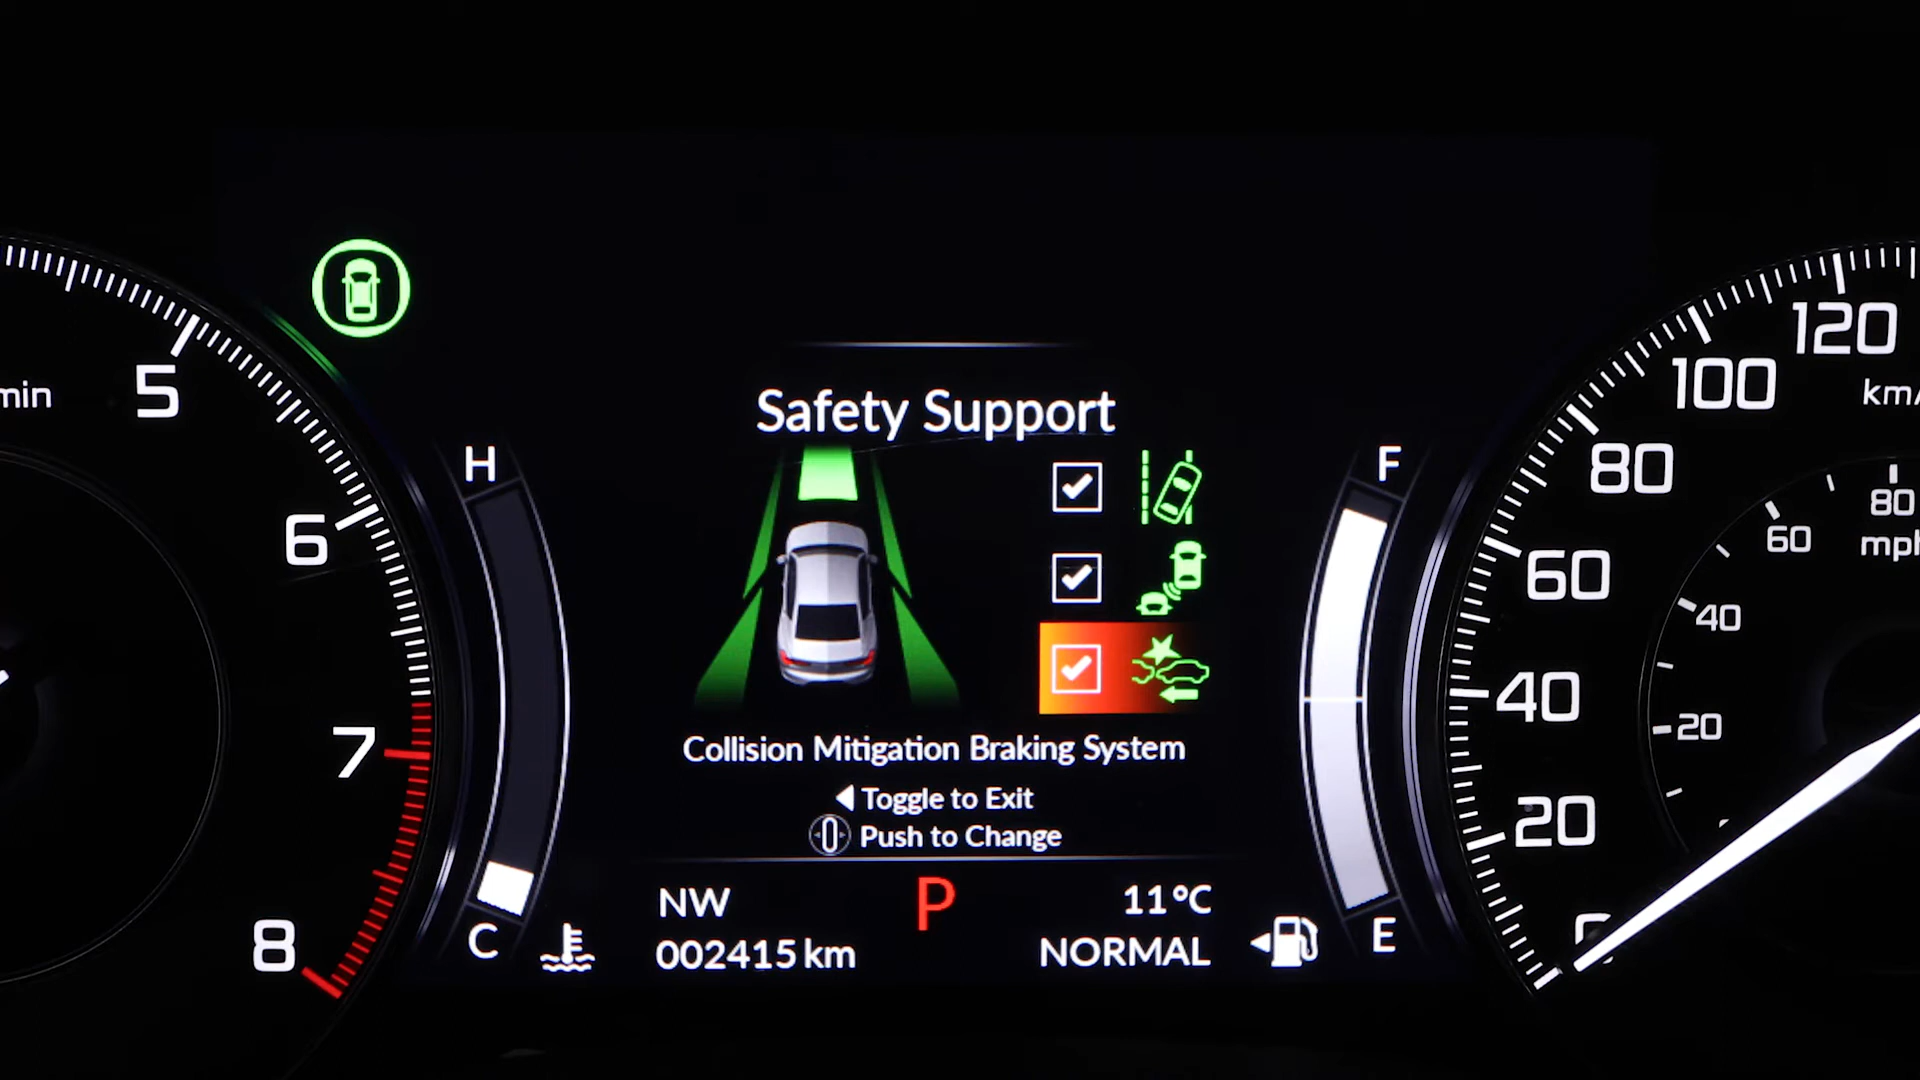 Safety Support
Collision Mitigation Braking System
Toggle to Exit
Push to Change
NW
P
11°C
002415 km
NORMAL
H
C
F
E
min
5
6
7
8
120
100
80
60
40
20
km/
80
60
40
20
mph